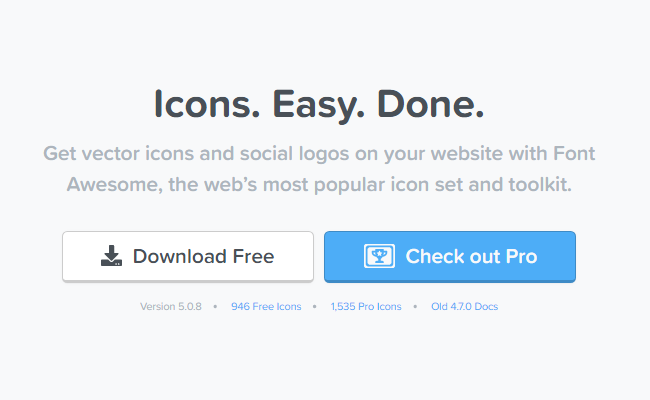 Icons. Easy. Done.
Get vector icons and social logos on your website with Font
Awesome, the web’s most popular icon set and toolkit.
Download Free
Check out Pro
Version 5.0.8 • 946 Free Icons • 1,535 Pro Icons • Old 4.7.0 Docs